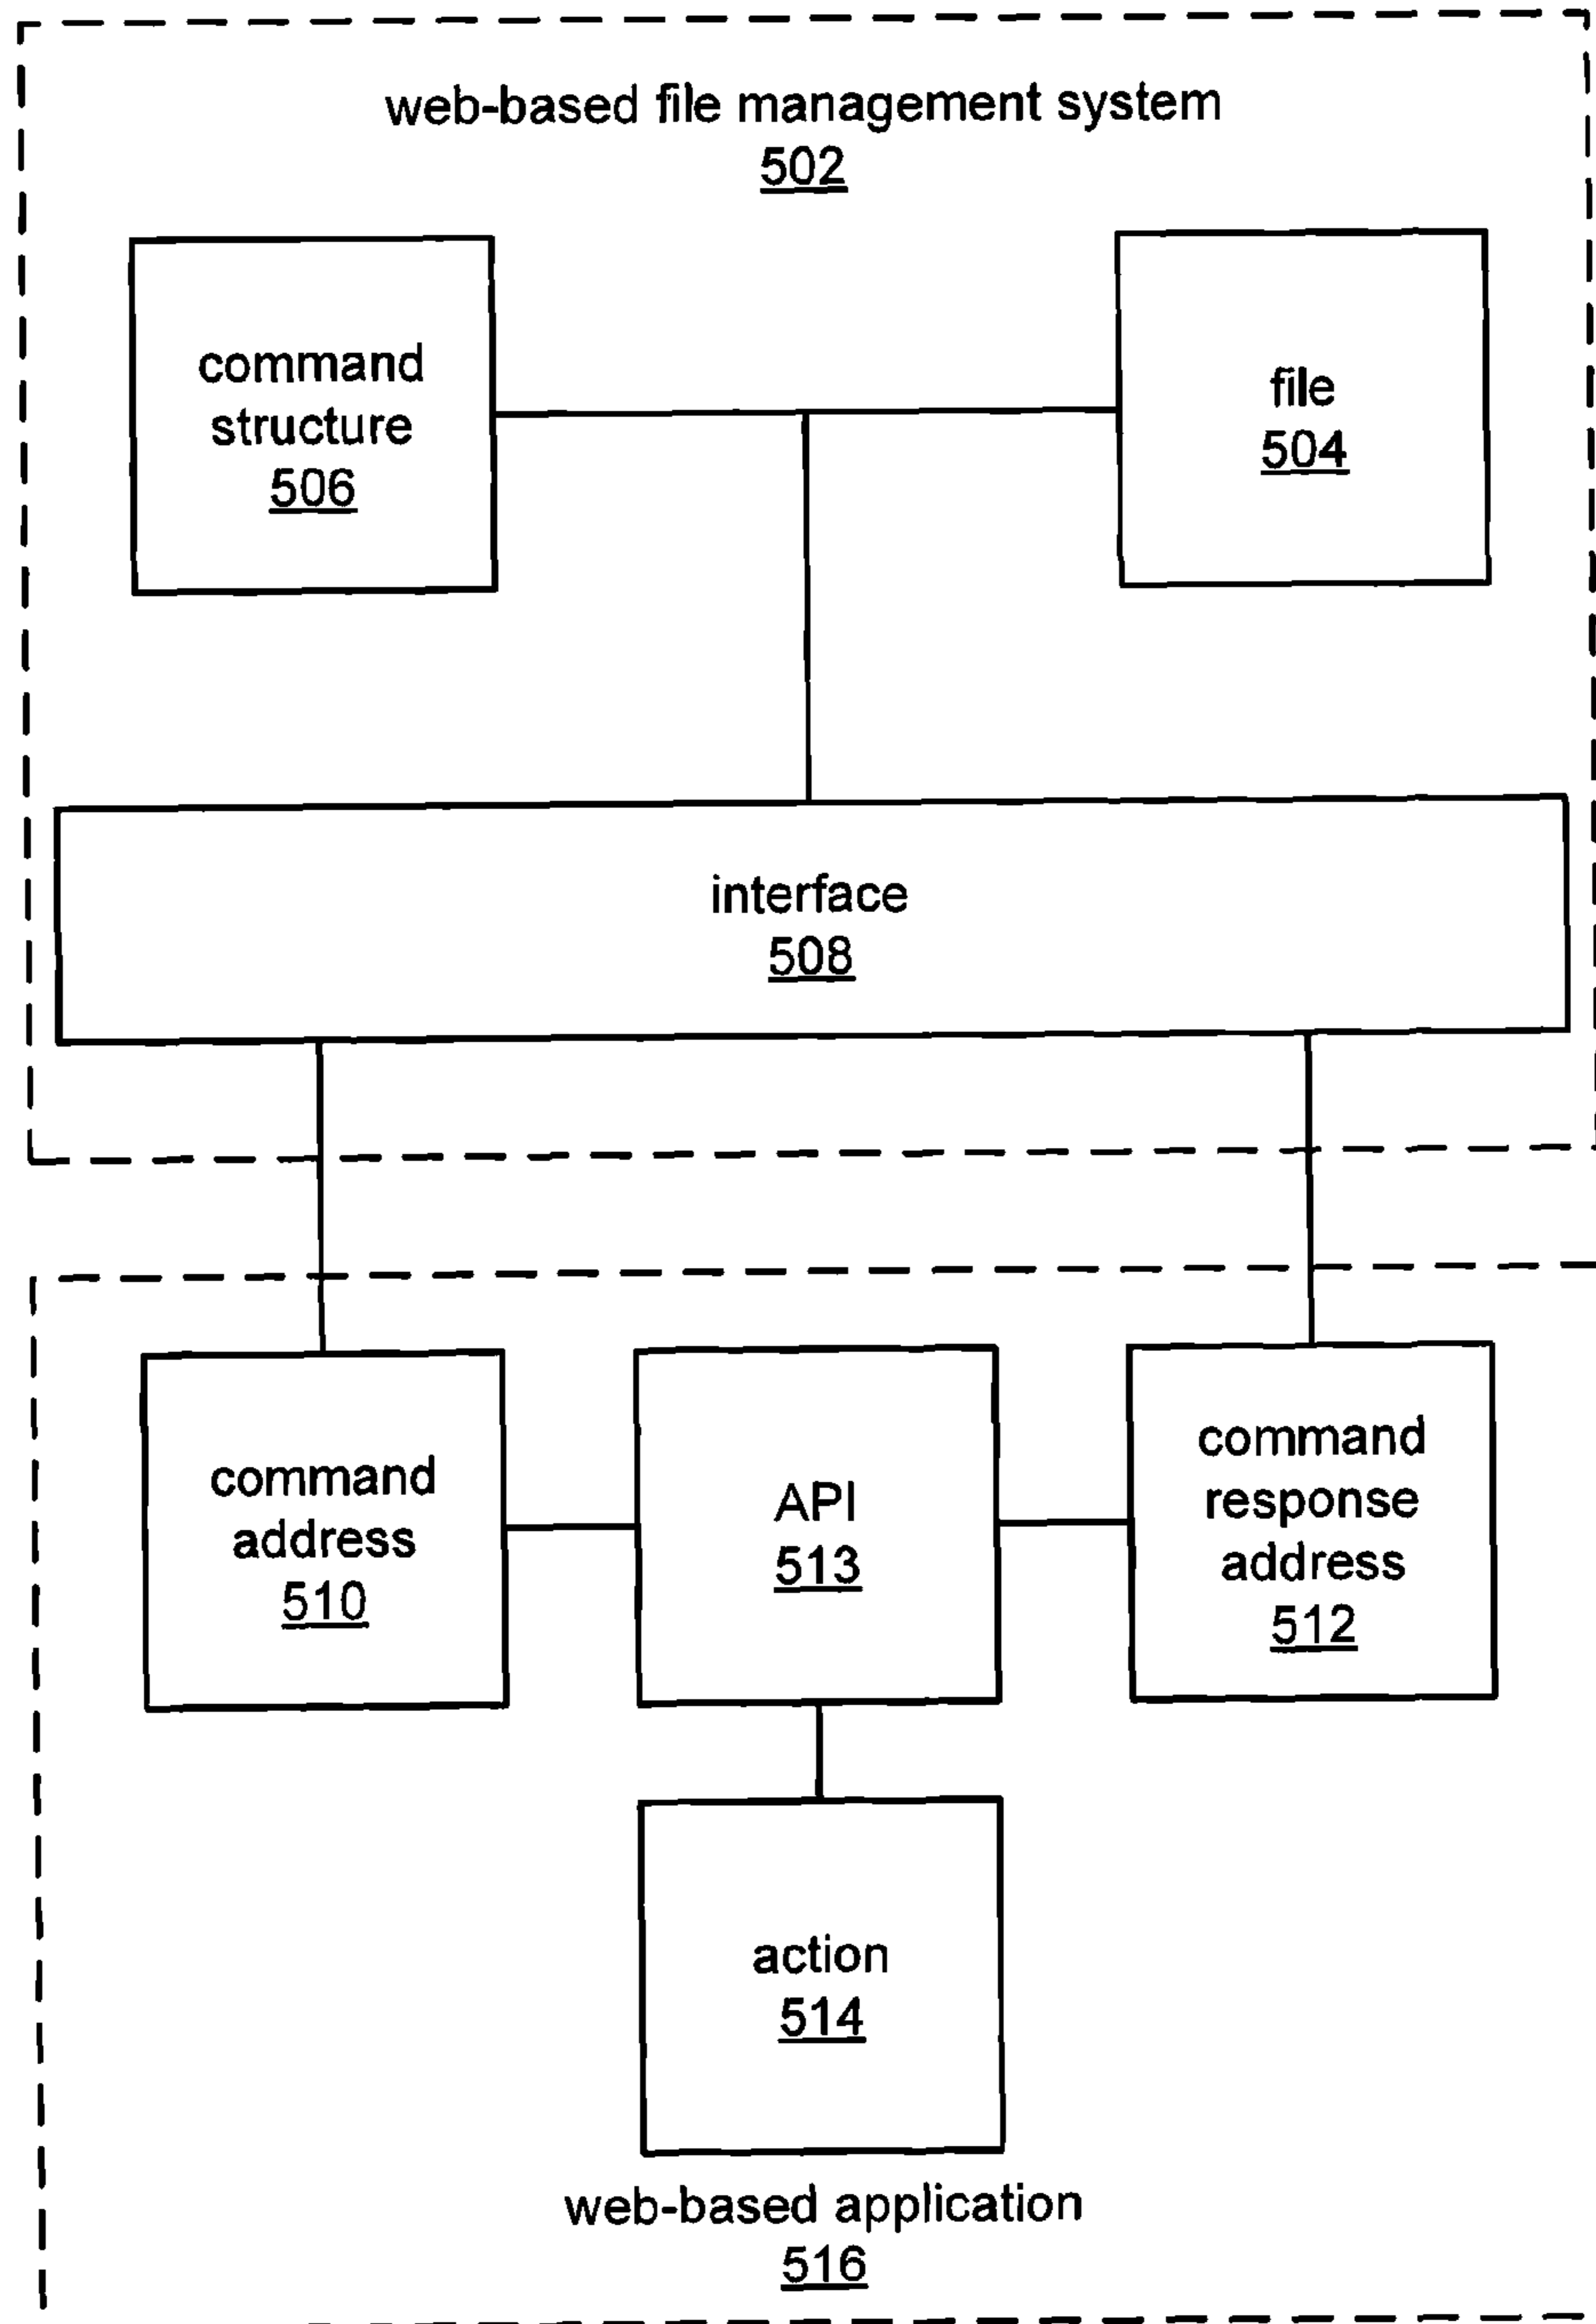 web-based file management system
502
command
structure
506
file
504
interface
508
command
address
510
API
513
command
response
address
512
action
514
web-based application
516